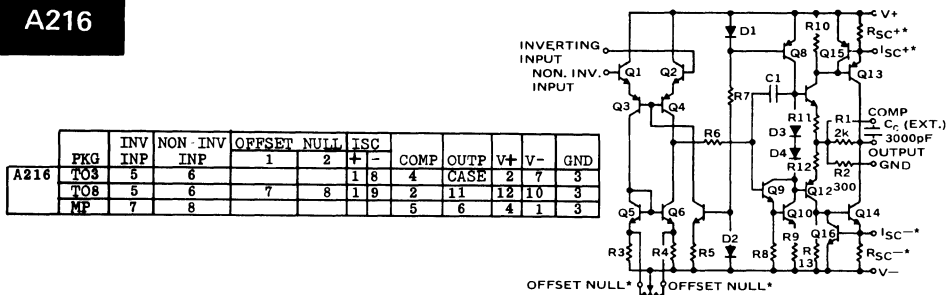 A216
INV NON-INV OFFSET NULL ISC
PKG INP INP 1 2 + - COMP OUTP V+ V- GND
A216 TO3 5 6 1 8 4 CASE 2 7 3
TO8 5 6 7 8 1 9 2 11 12 10 3
MP 7 8 5 6 4 1 3
V+
R10
RSC+*
D1
Q15
ISC+*
INVERTING
INPUT
Q8
Q1
Q2
Q13
NON. INV.
INPUT
C1
Q3
Q4
R7
COMP
R11
R1
CC (EXT.)
D3
2k
3000pF
R6
D4
OUTPUT
R12
GND
R2
Q9
Q12
300
Q5
Q6
Q10
Q14
D2
Q16
ISC-*
R3
R4
R5
R8
R9
R
13
RSC-*
V-
OFFSET NULL*
OFFSET NULL*